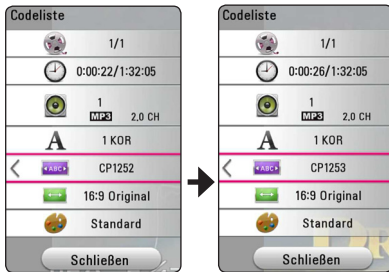 Codeliste
1/1
0:00:22/1:32:05
1
MP3 2,0 CH
A 1 KOR
ABC CP1252
16:9 Original
Standard
Schließen
Codeliste
1/1
0:00:26/1:32:05
1
MP3 2,0 CH
A 1 KOR
ABC CP1253
16:9 Original
Standard
Schließen